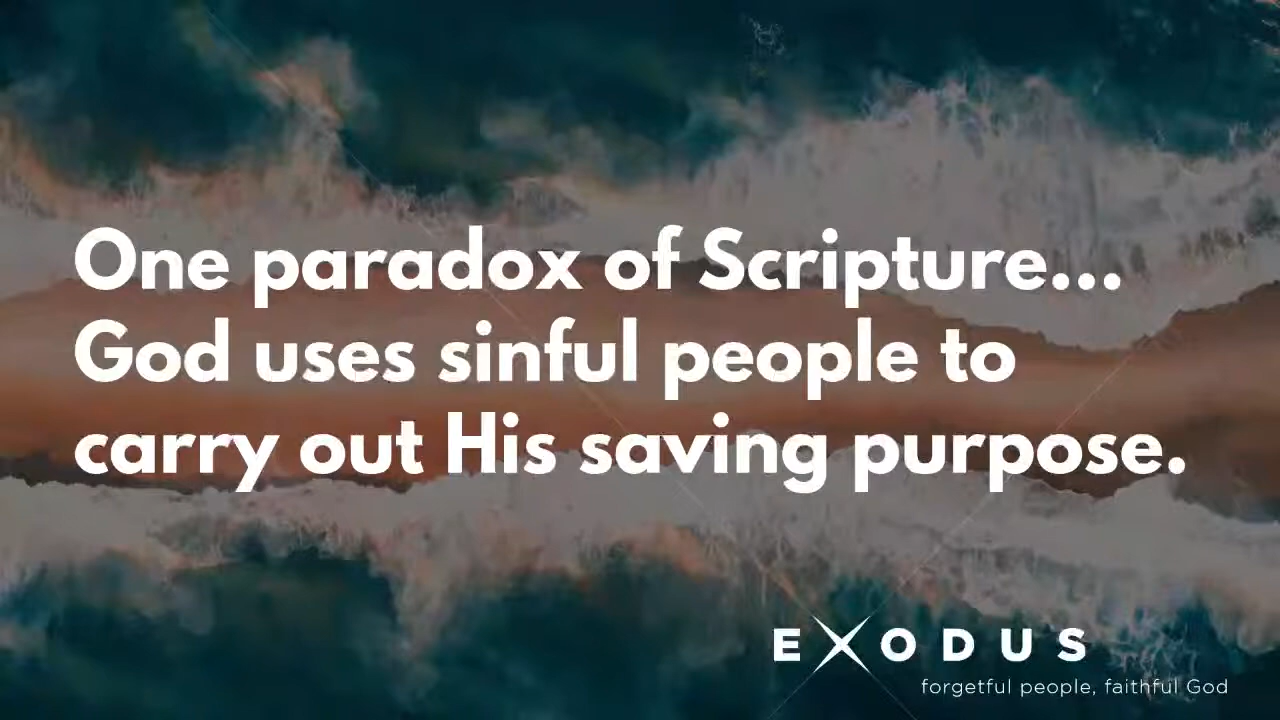 One paradox of Scripture...
God uses sinful people to
carry out His saving purpose.
EXODUS
forgetful people, faithful God